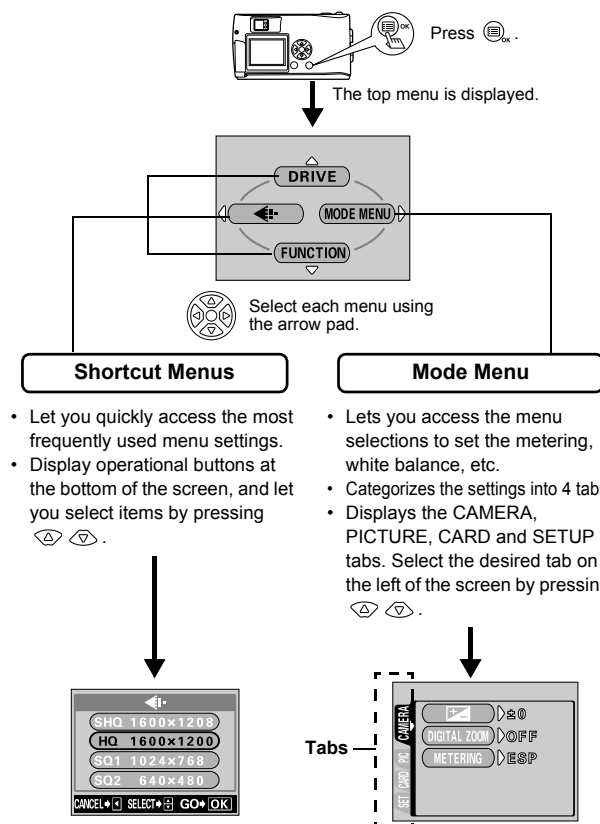 OK
Press OK.
The top menu is displayed.
DRIVE
MODE MENU
FUNCTION
Select each menu using
the arrow pad.
Shortcut Menus
• Let you quickly access the most
frequently used menu settings.
• Display operational buttons at
the bottom of the screen, and let
you select items by pressing
.
Mode Menu
• Lets you access the menu
selections to set the metering,
white balance, etc.
• Categorizes the settings into 4 tab
• Displays the CAMERA,
PICTURE, CARD and SETUP
tabs. Select the desired tab on
the left of the screen by pressin
.
SHQ 1600×1208
HQ 1600×1200
SQ1 1024×768
SQ2 640×480
CANCEL SELECT GO OK
Tabs
CAMERA
PIC
CARD
SET
±0
DIGITAL ZOOM OFF
METERING ESP